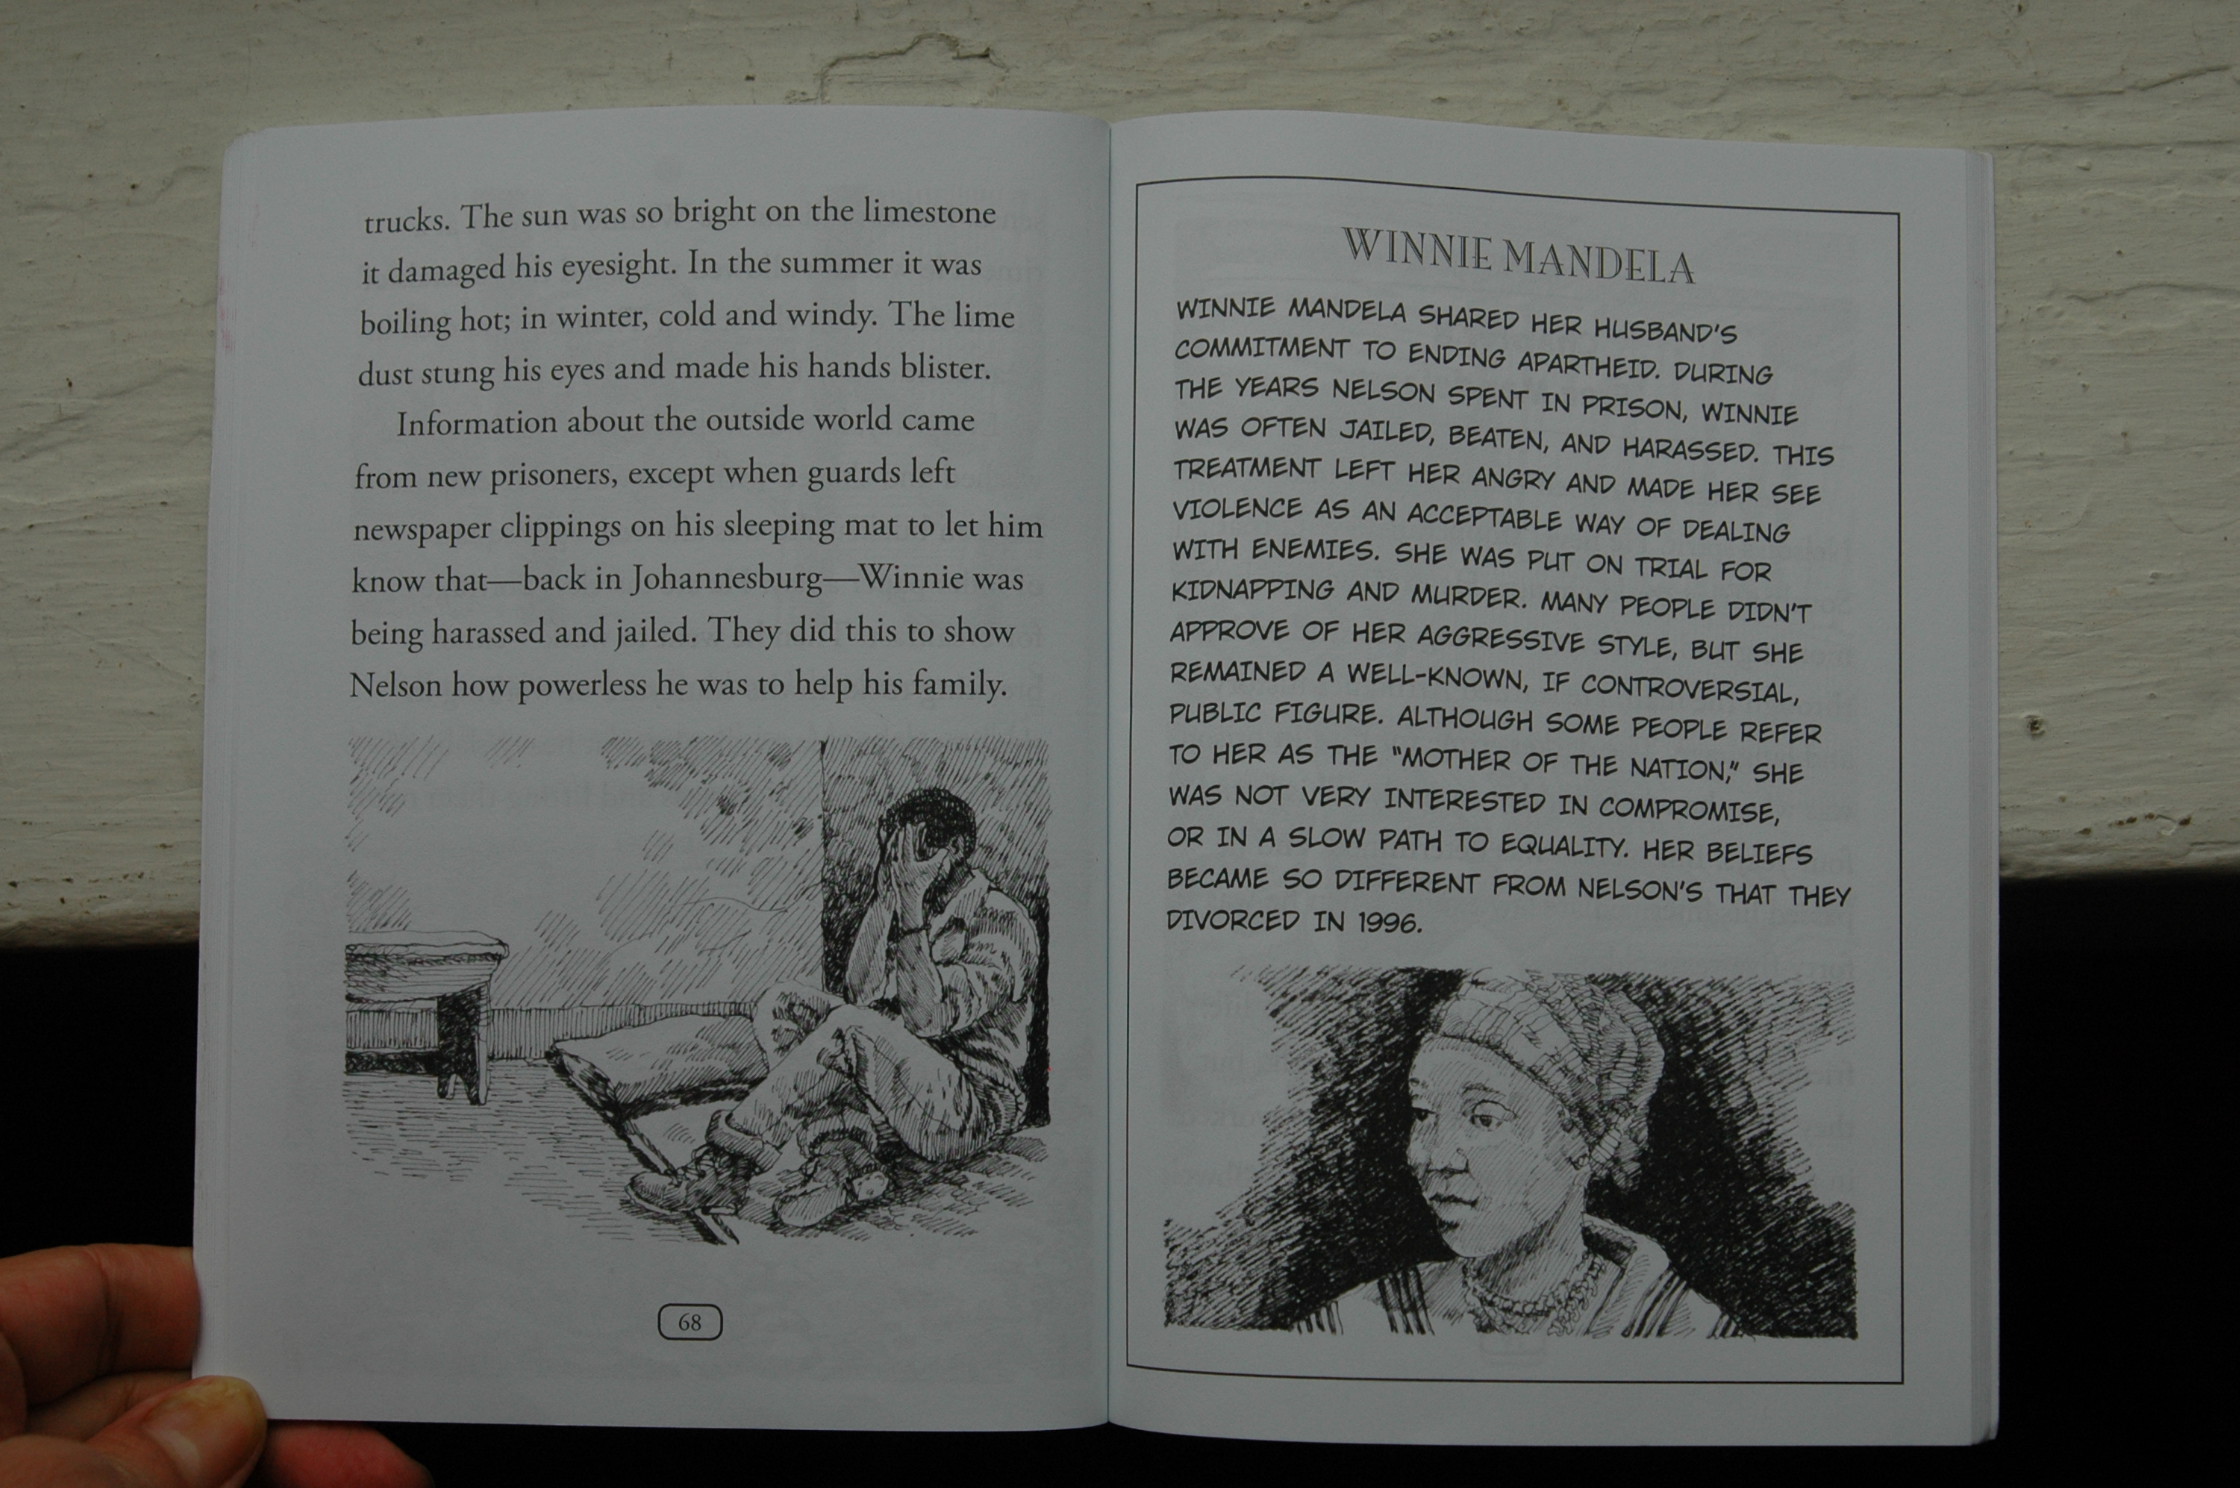 trucks. The sun was so bright on the limestone
it damaged his eyesight. In the summer it was
boiling hot; in winter, cold and windy. The lime
dust stung his eyes and made his hands blister.
Information about the outside world came
from new prisoners, except when guards left
newspaper clippings on his sleeping mat to let him
know that—back in Johannesburg—Winnie was
being harassed and jailed. They did this to show
Nelson how powerless he was to help his family.
68
WINNIE MANDELA
WINNIE MANDELA SHARED HER HUSBAND'S
COMMITMENT TO ENDING APARTHEID. DURING
THE YEARS NELSON SPENT IN PRISON, WINNIE
WAS OFTEN JAILED, BEATEN, AND HARASSED. THIS
TREATMENT LEFT HER ANGRY AND MADE HER SEE
VIOLENCE AS AN ACCEPTABLE WAY OF DEALING
WITH ENEMIES. SHE WAS PUT ON TRIAL FOR
KIDNAPPING AND MURDER. MANY PEOPLE DIDN'T
APPROVE OF HER AGGRESSIVE STYLE, BUT SHE
REMAINED A WELL-KNOWN, IF CONTROVERSIAL,
PUBLIC FIGURE. ALTHOUGH SOME PEOPLE REFER
TO HER AS THE "MOTHER OF THE NATION," SHE
WAS NOT VERY INTERESTED IN COMPROMISE,
OR IN A SLOW PATH TO EQUALITY. HER BELIEFS
BECAME SO DIFFERENT FROM NELSON'S THAT THEY
DIVORCED IN 1996.